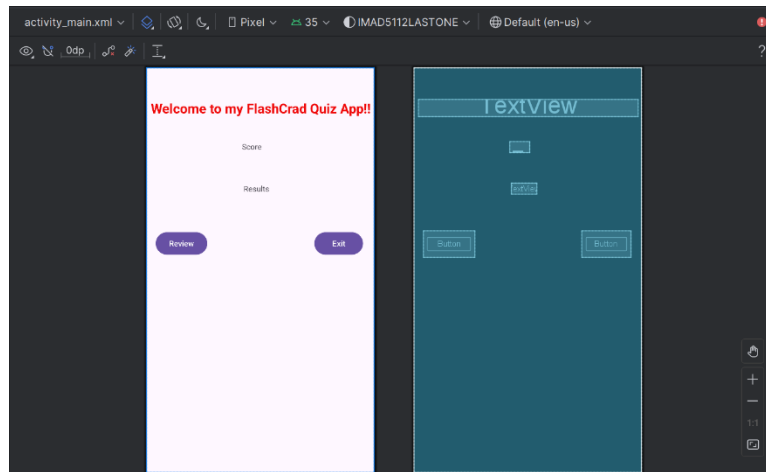 activity_main.xml Pixel 35 IMAD5112LASTONE Default (en-us)
0dp ?
Welcome to my FlashCrad Quiz App!!
TextView
Score
Results
TextView
Review Exit
Button Button
1:1